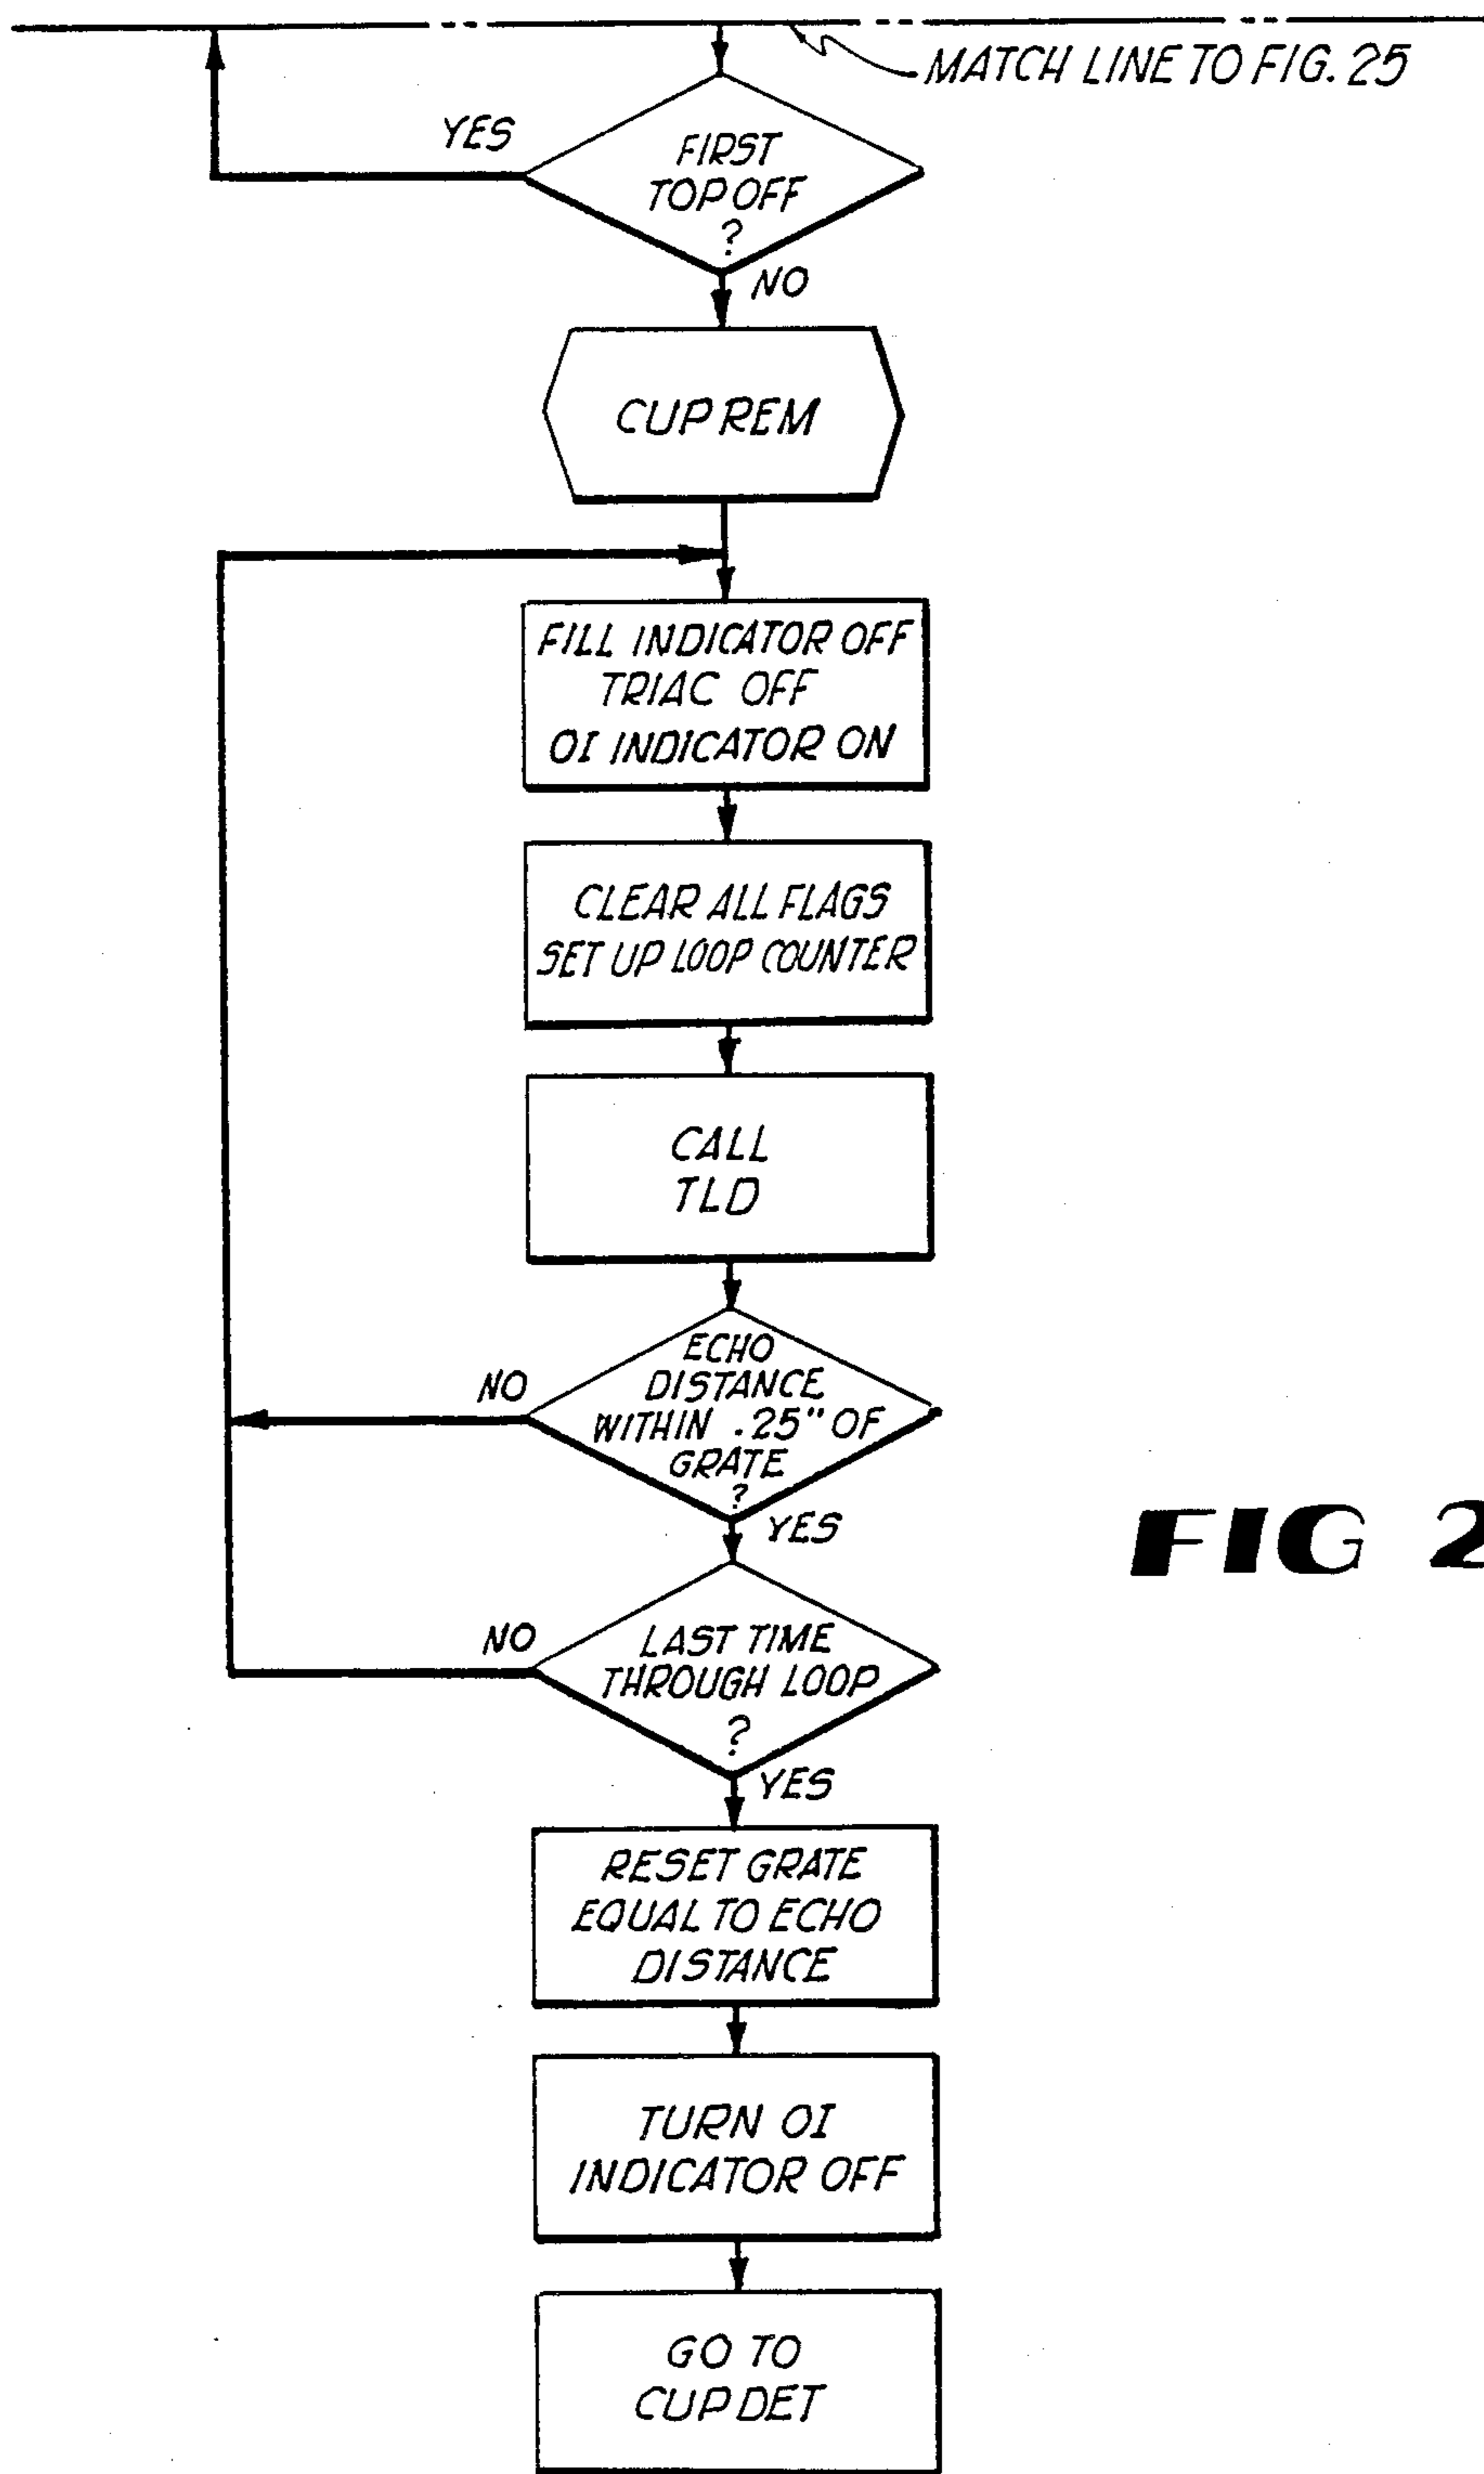 MATCH LINE TO FIG. 25
YES
FIRST
TOP OFF
?
NO
CUP REM
FILL INDICATOR OFF
TRIAC OFF
OI INDICATOR ON
CLEAR ALL FLAGS
SET UP LOOP COUNTER
CALL
TLD
NO
ECHO
DISTANCE
WITHIN .25" OF
GRATE
?
YES
FIG 2
NO
LAST TIME
THROUGH LOOP
?
YES
RESET GRATE
EQUAL TO ECHO
DISTANCE
TURN OI
INDICATOR OFF
GO TO
CUP DET